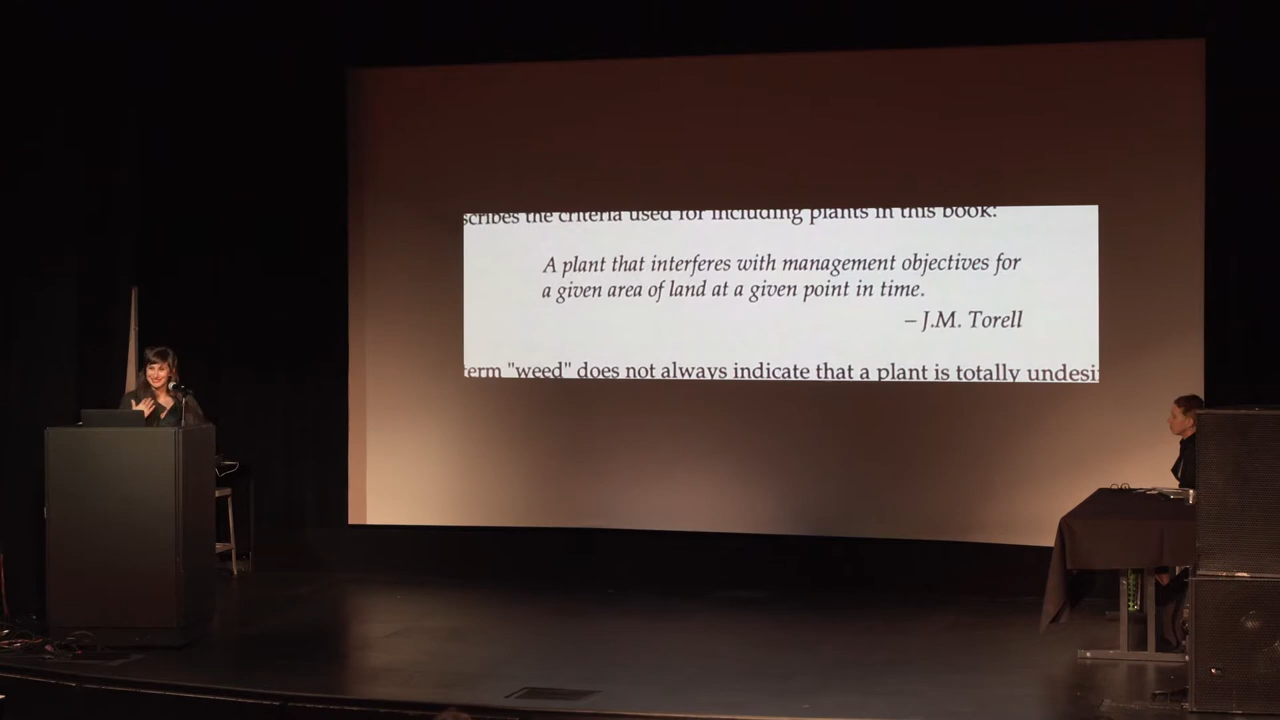 scribes the criteria used for including plants in this book:
A plant that interferes with management objectives for
a given area of land at a given point in time.
– J.M. Torell
term "weed" does not always indicate that a plant is totally undesi